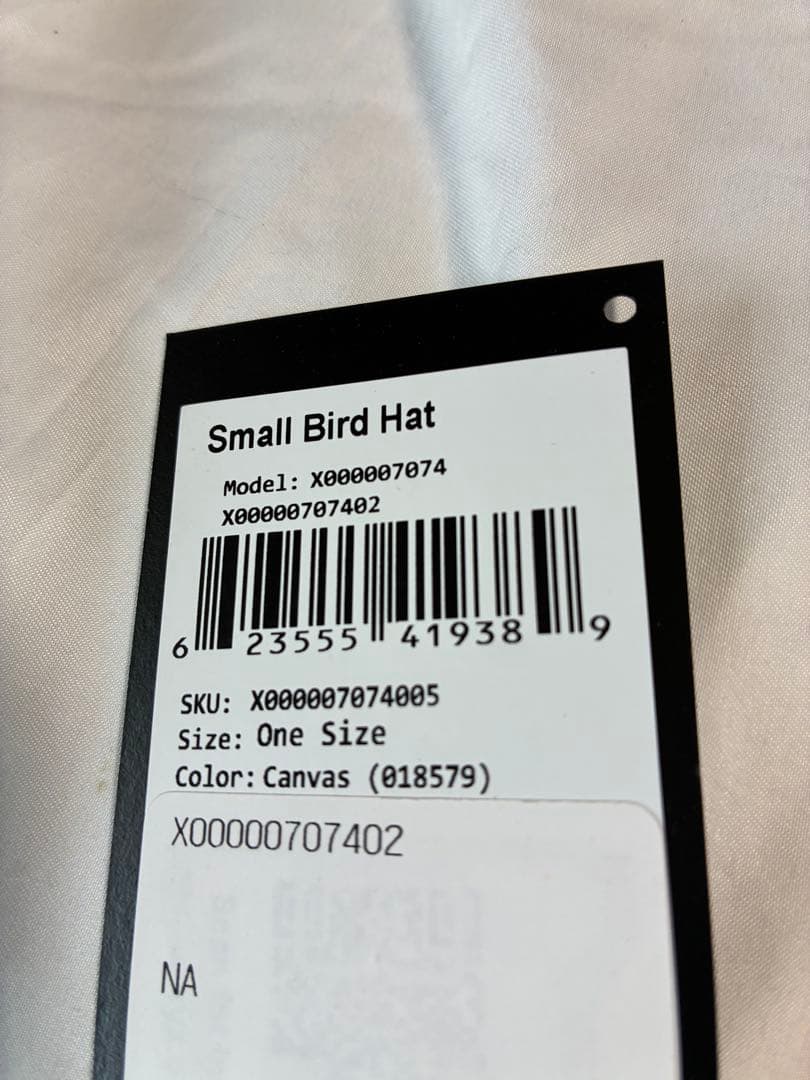 Small Bird Hat
Model: X000007074
X00000707402
6 23555 41938 9
SKU: X000007074005
Size: One Size
Color: Canvas (018579)
X00000707402
NA